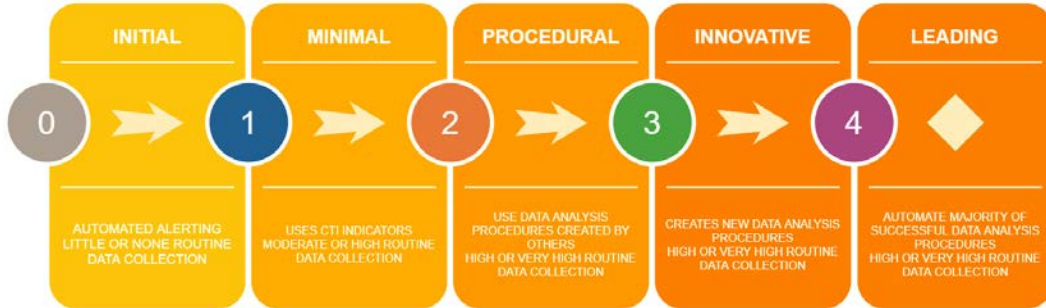 INITIAL
MINIMAL
PROCEDURAL
INNOVATIVE
LEADING
0
1
2
3
4
AUTOMATED ALERTING
LITTLE OR NONE ROUTINE
DATA COLLECTION
USES CTI INDICATORS
MODERATE OR HIGH ROUTINE
DATA COLLECTION
USE DATA ANALYSIS
PROCEDURES CREATED BY
OTHERS
HIGH OR VERY HIGH ROUTINE
DATA COLLECTION
CREATES NEW DATA ANALYSIS
PROCEDURES
HIGH OR VERY HIGH ROUTINE
DATA COLLECTION
AUTOMATE MAJORITY OF
SUCCESSFUL DATA ANALYSIS
PROCEDURES
HIGH OR VERY HIGH ROUTINE
DATA COLLECTION